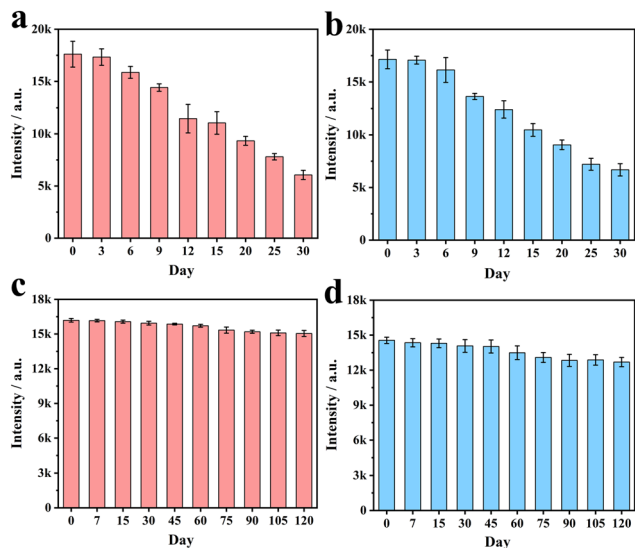 a
20k
15k
10k
5k
0
Intensity / a.u.
0 3 6 9 12 15 20 25 30
Day
b
20k
15k
10k
5k
0
Intensity / a.u.
0 3 6 9 12 15 20 25 30
Day
c
18k
15k
12k
9k
6k
3k
0
Intensity / a.u.
0 7 15 30 45 60 75 90 105 120
Day
d
18k
15k
12k
9k
6k
3k
0
Intensity / a.u.
0 7 15 30 45 60 75 90 105 120
Day